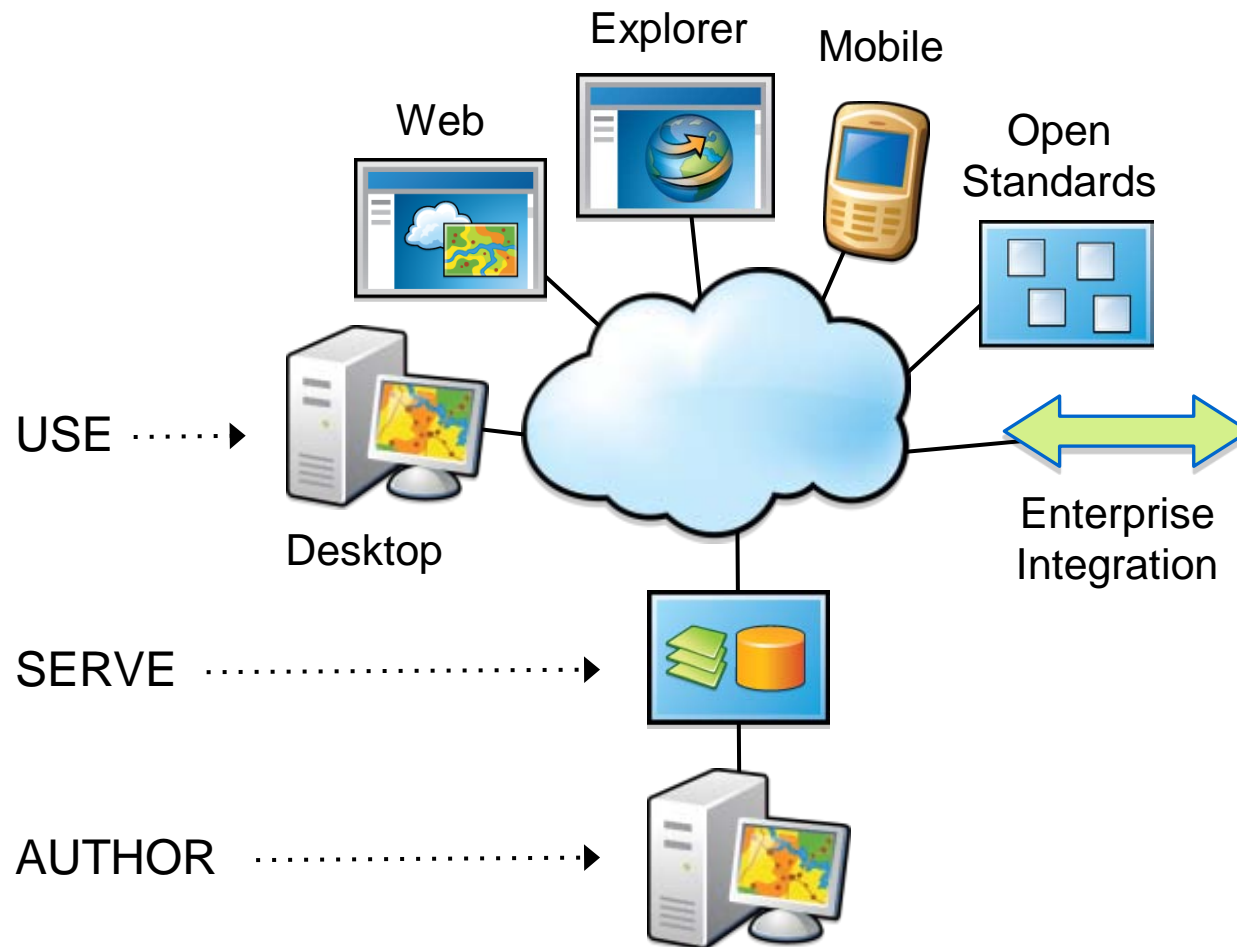 Explorer
Mobile
Web
Open
Standards
USE
Desktop
Enterprise
Integration
SERVE
AUTHOR